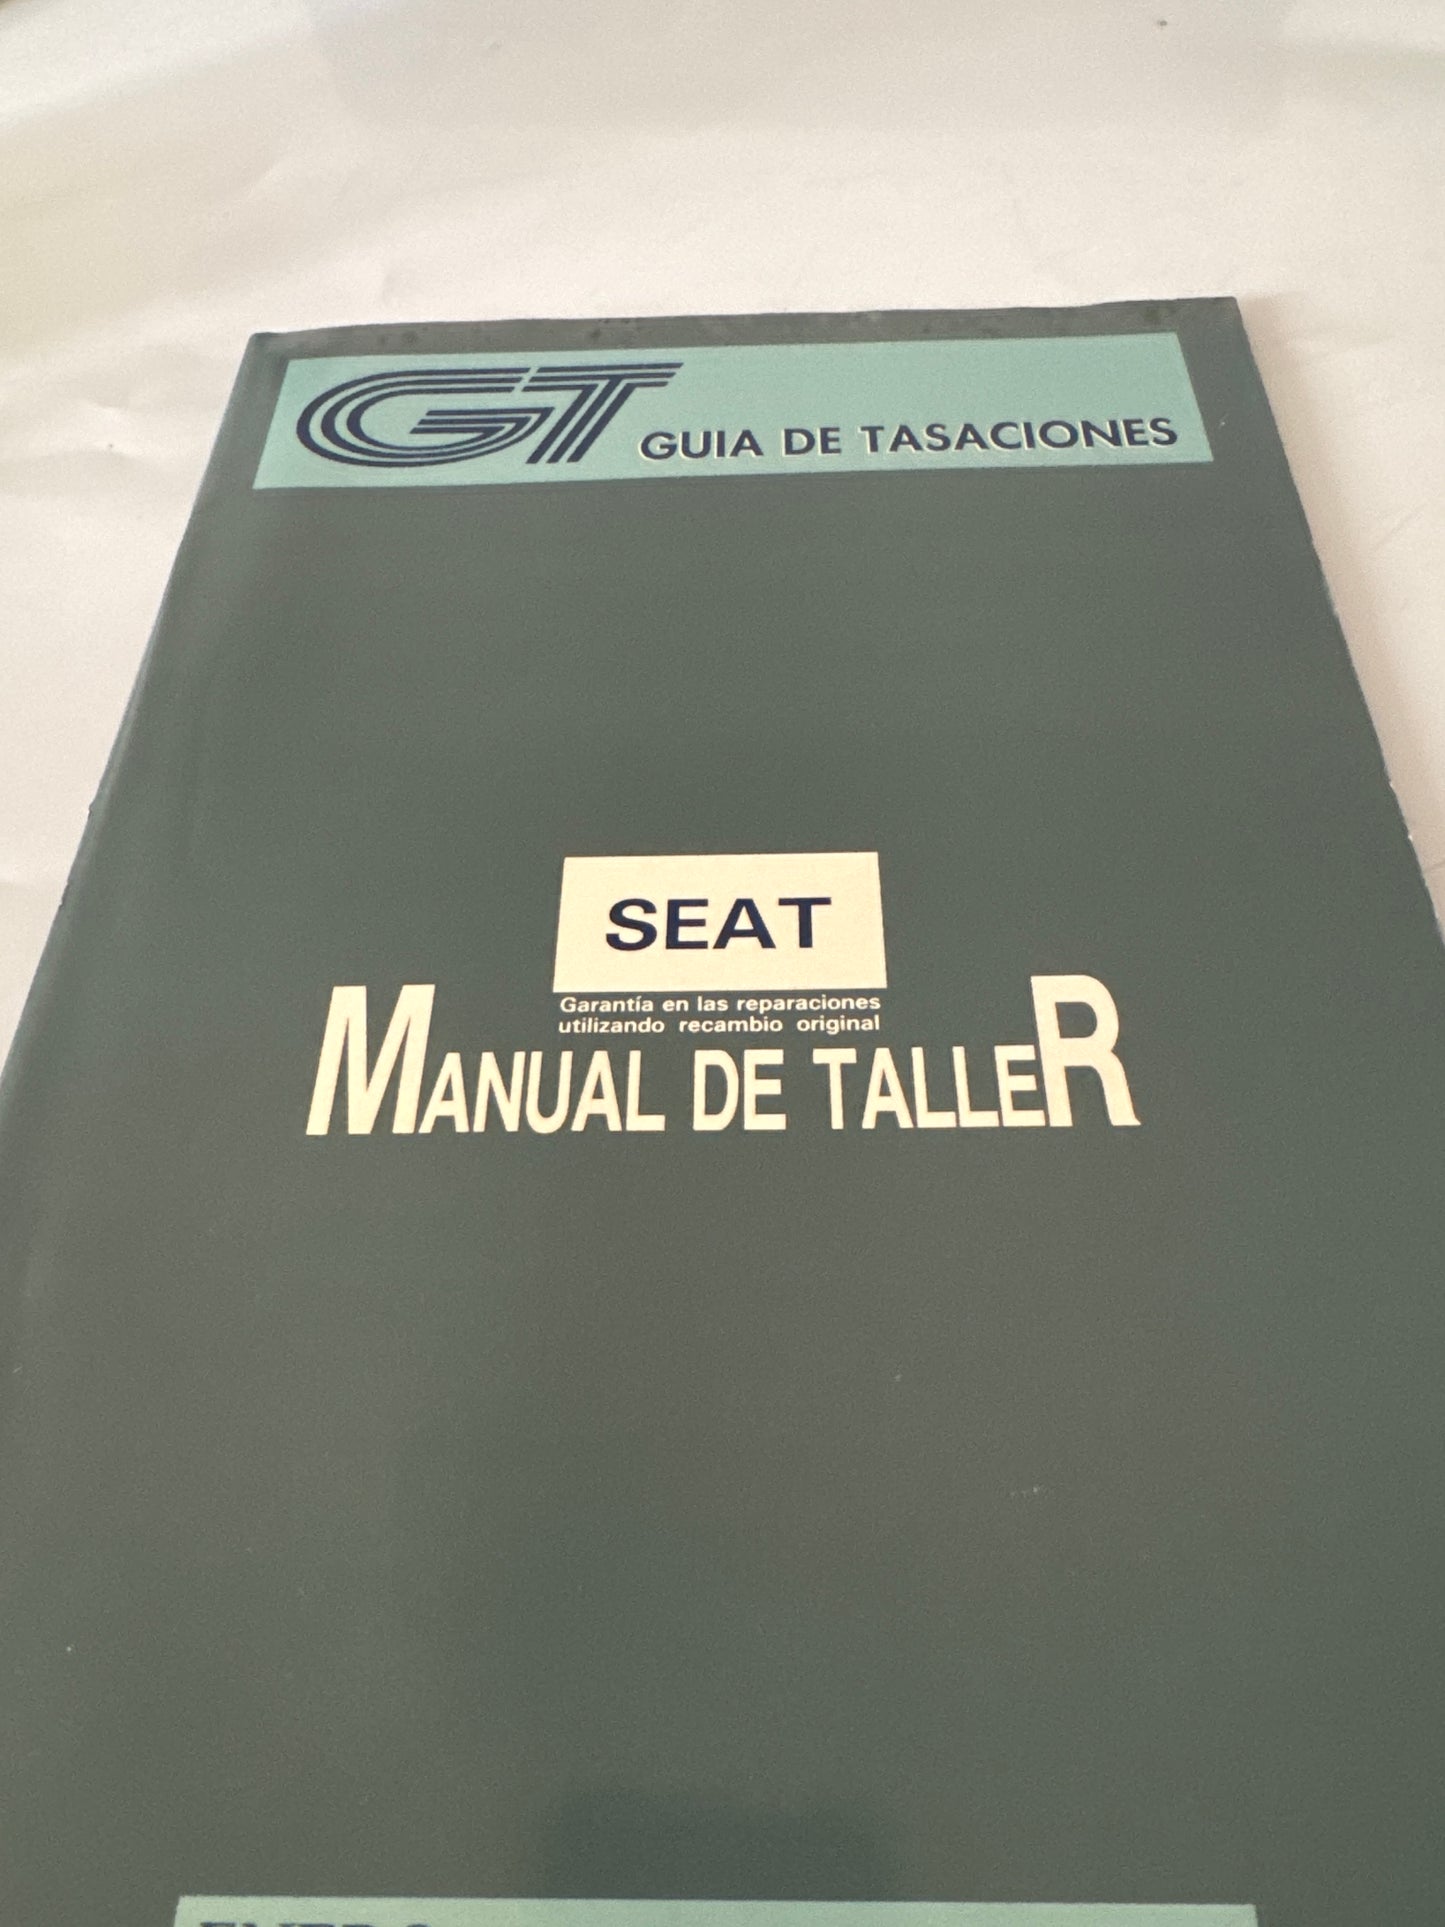 GT GUIA DE TASACIONES
SEAT
Garantía en las reparaciones
utilizando recambio original
MANUAL DE TALLER